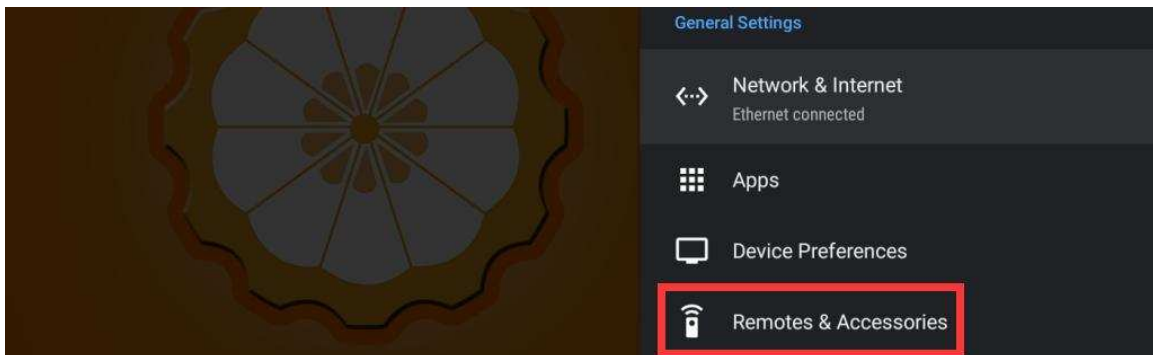 General Settings
Network & Internet
Ethernet connected
Apps
Device Preferences
Remotes & Accessories